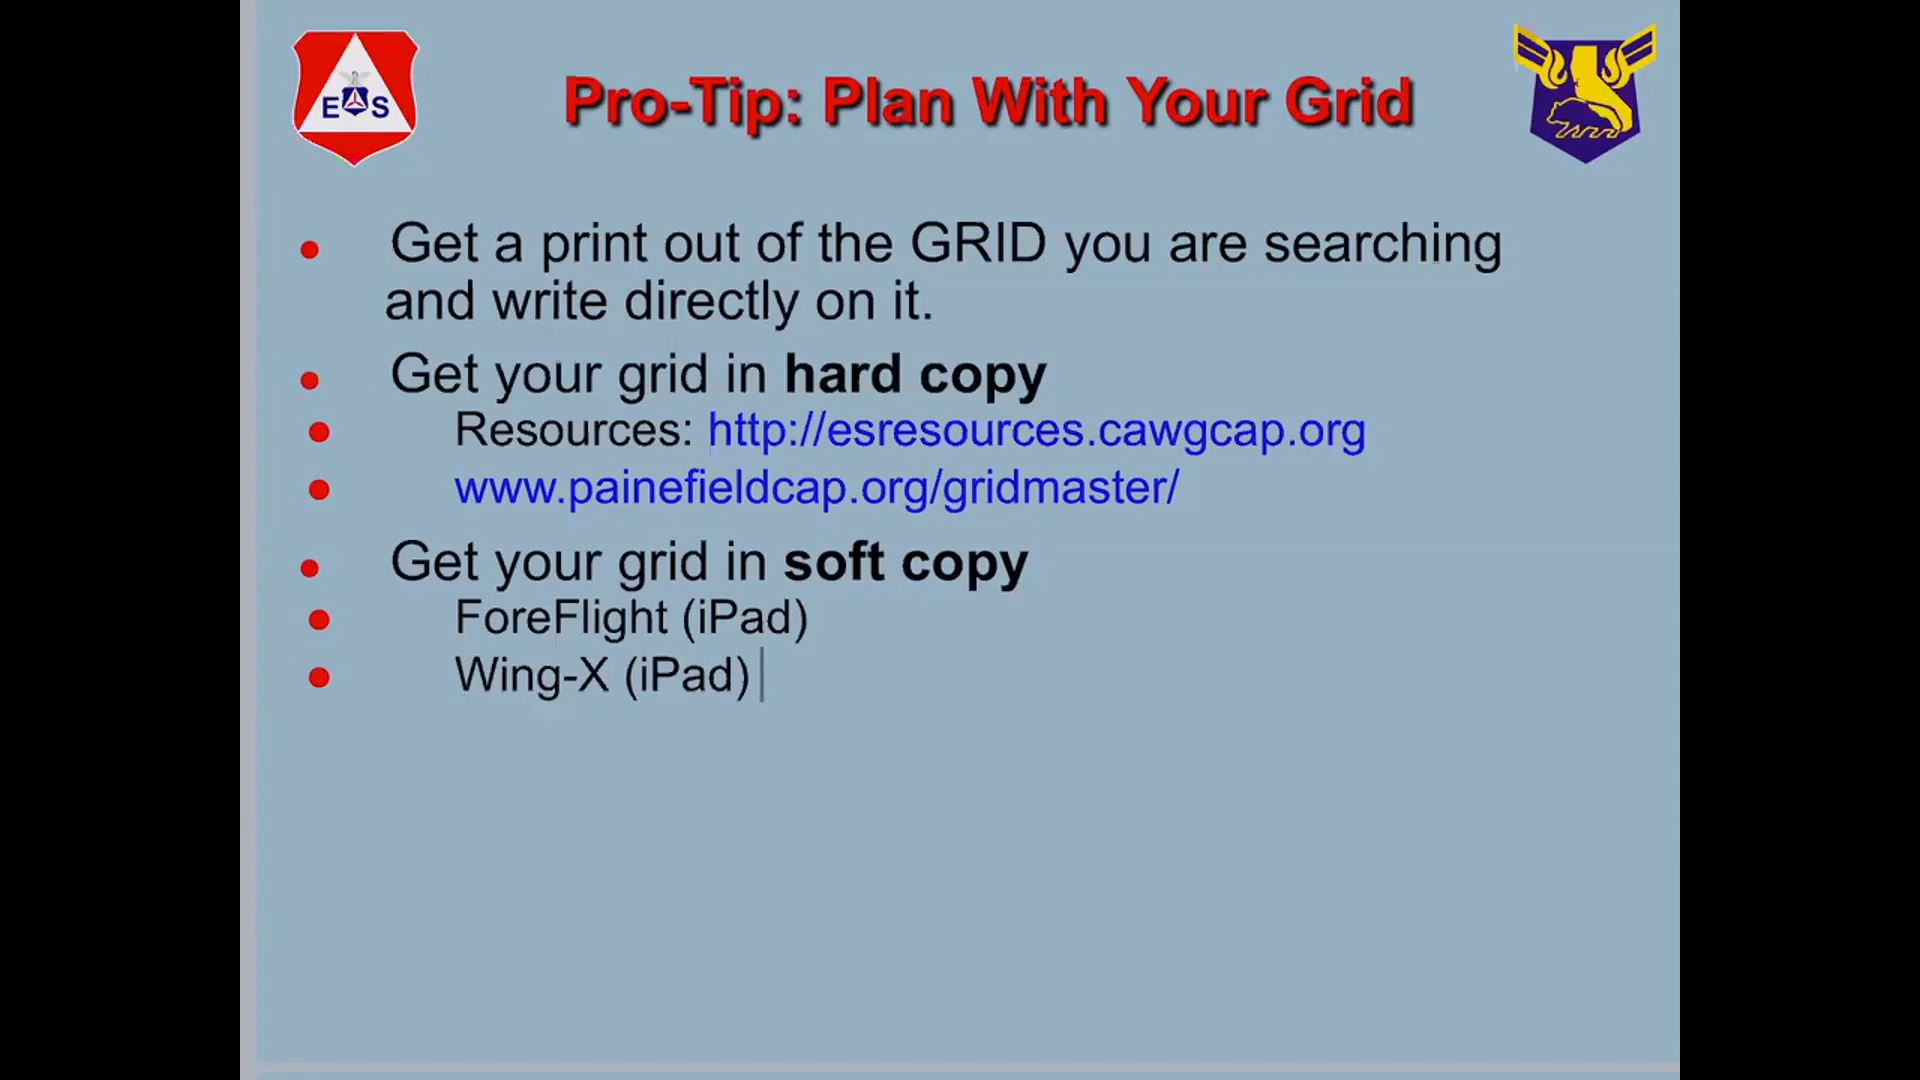 E S
Pro-Tip: Plan With Your Grid
Get a print out of the GRID you are searching
and write directly on it.
Get your grid in hard copy
Resources: http://esresources.cawgcap.org
www.painefieldcap.org/gridmaster/
Get your grid in soft copy
ForeFlight (iPad)
Wing-X (iPad)